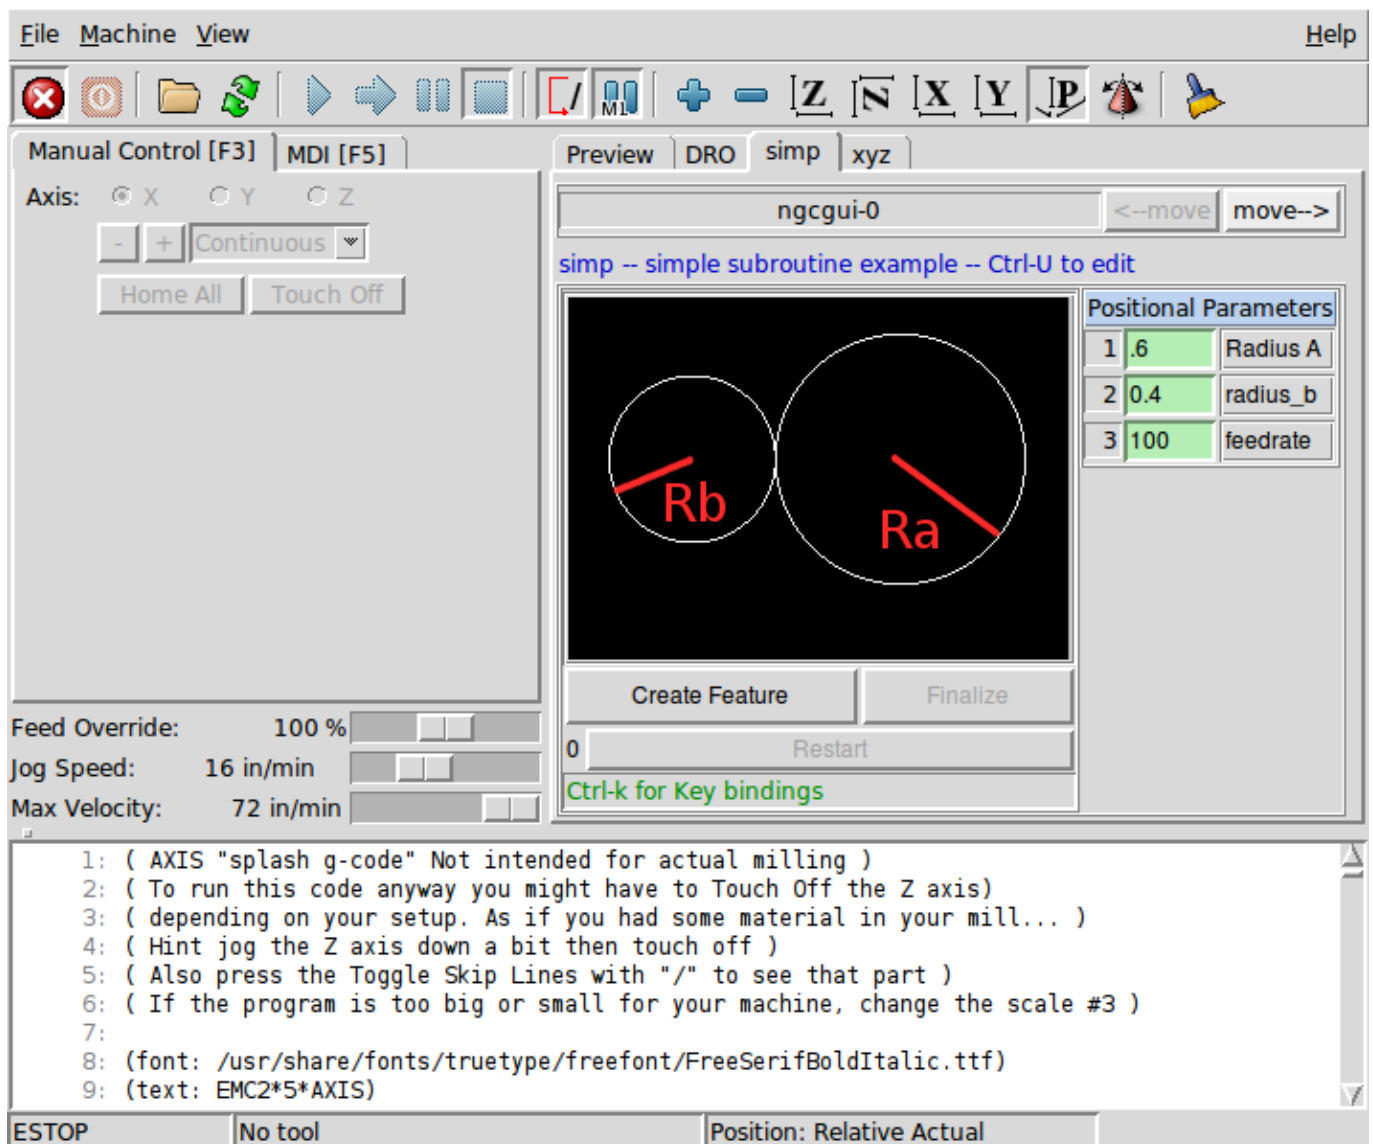 File Machine View Help
M1 Z N X Y P
Manual Control [F3] MDI [F5]
Preview DRO simp xyz
Axis: X Y Z
- + Continuous
Home All Touch Off
ngcgui-0 <--move move-->
simp -- simple subroutine example -- Ctrl-U to edit
Rb
Ra
Positional Parameters
1 .6 Radius A
2 0.4 radius_b
3 100 feedrate
Create Feature Finalize
0 Restart
Ctrl-k for Key bindings
Feed Override: 100 %
Jog Speed: 16 in/min
Max Velocity: 72 in/min
1: ( AXIS "splash g-code" Not intended for actual milling )
2: ( To run this code anyway you might have to Touch Off the Z axis)
3: ( depending on your setup. As if you had some material in your mill... )
4: ( Hint jog the Z axis down a bit then touch off )
5: ( Also press the Toggle Skip Lines with "/" to see that part )
6: ( If the program is too big or small for your machine, change the scale #3 )
7:
8: (font: /usr/share/fonts/truetype/freefont/FreeSerifBoldItalic.ttf)
9: (text: EMC2*5*AXIS)
ESTOP No tool Position: Relative Actual